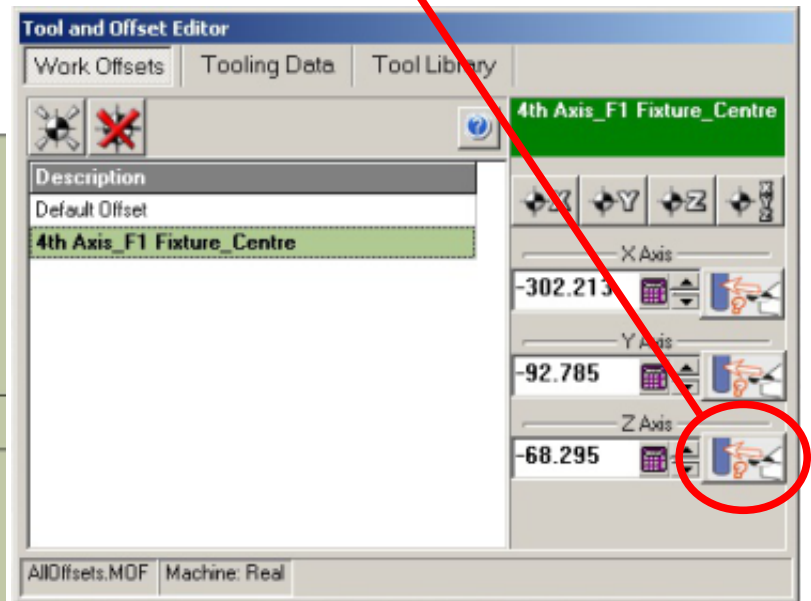 Tool and Offset Editor
Work Offsets Tooling Data Tool Library
4th Axis_F1 Fixture_Centre
Description
Default Offset
4th Axis_F1 Fixture_Centre
X Y Z X Y Z
X Axis
-302.213
Y Axis
-92.785
Z Axis
-68.295
AllOffsets.MOF Machine: Real